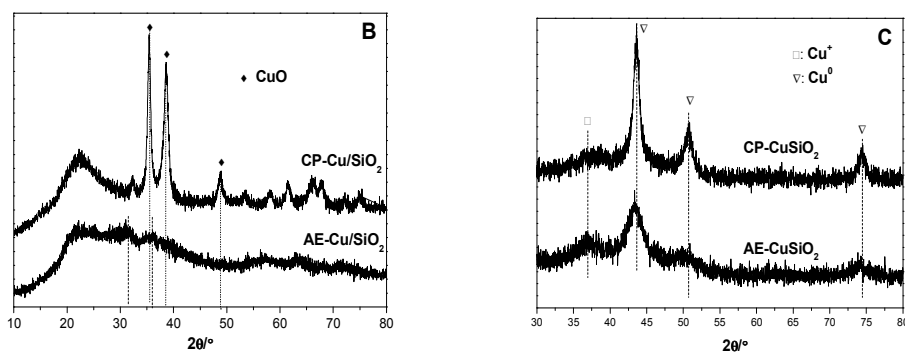 B
♦ CuO
CP-Cu/SiO₂
AE-Cu/SiO₂
10 20 30 40 50 60 70 80
2θ/°
C
□: Cu⁺
▽: Cu⁰
CP-CuSiO₂
AE-CuSiO₂
30 35 40 45 50 55 60 65 70 75 80
2θ/°